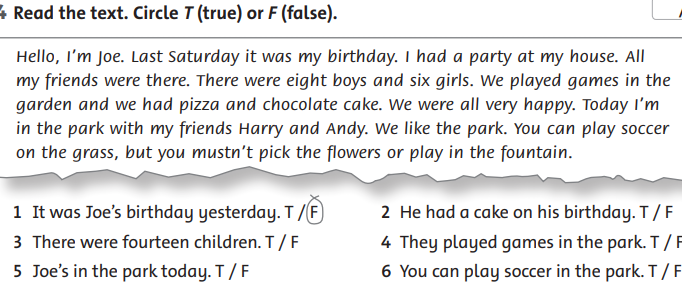 4 Read the text. Circle T (true) or F (false).
Hello, I'm Joe. Last Saturday it was my birthday. I had a party at my house. All
my friends were there. There were eight boys and six girls. We played games in the
garden and we had pizza and chocolate cake. We were all very happy. Today I'm
in the park with my friends Harry and Andy. We like the park. You can play soccer
on the grass, but you mustn't pick the flowers or play in the fountain.
1 It was Joe's birthday yesterday. T / F
2 He had a cake on his birthday. T / F
3 There were fourteen children. T / F
4 They played games in the park. T / F
5 Joe's in the park today. T / F
6 You can play soccer in the park. T / F